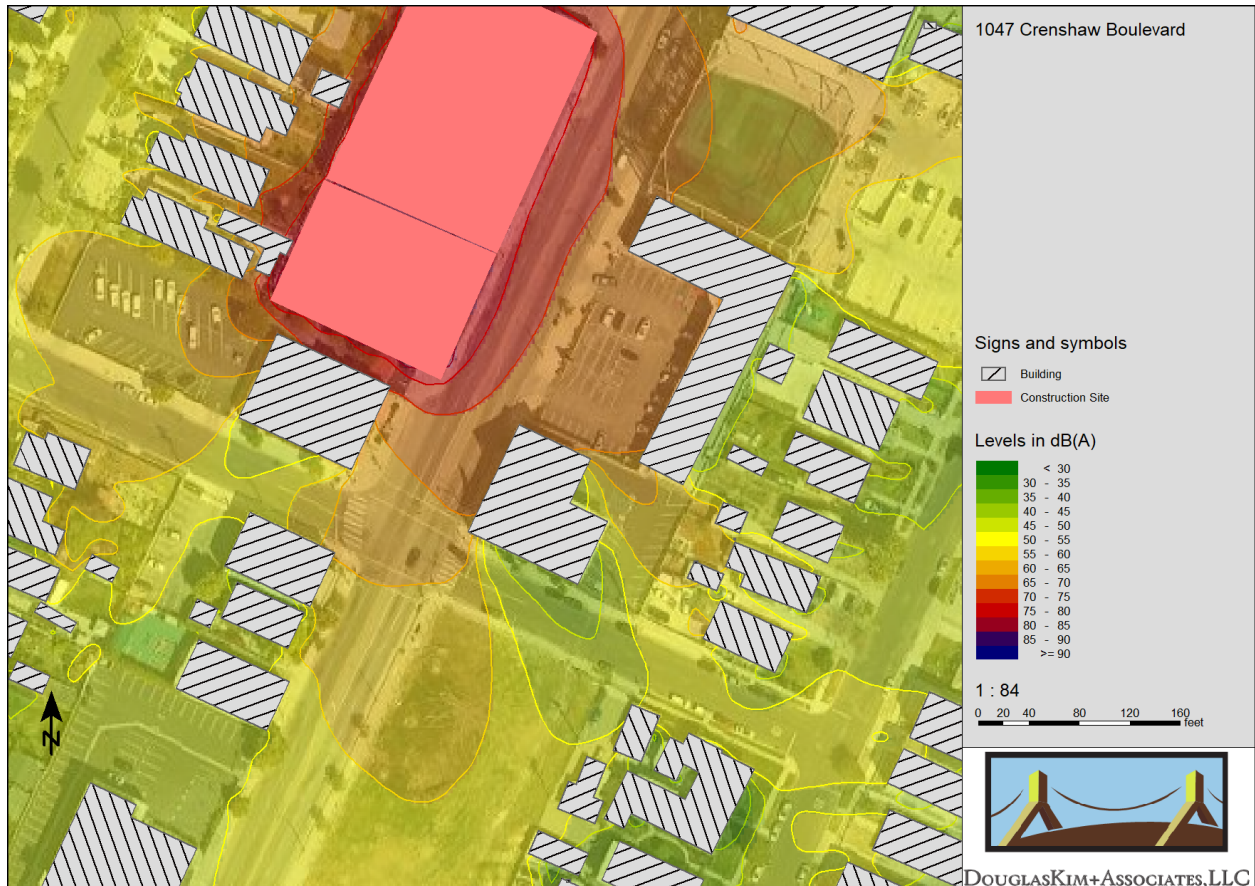 1047 Crenshaw Boulevard
Signs and symbols
Building
Construction Site
Levels in dB(A)
< 30
30 - 35
35 - 40
40 - 45
45 - 50
50 - 55
55 - 60
60 - 65
65 - 70
70 - 75
75 - 80
80 - 85
85 - 90
>= 90
1 : 84
0 20 40 80 120 160
feet
N
DOUGLASKIM+ASSOCIATES,LLC